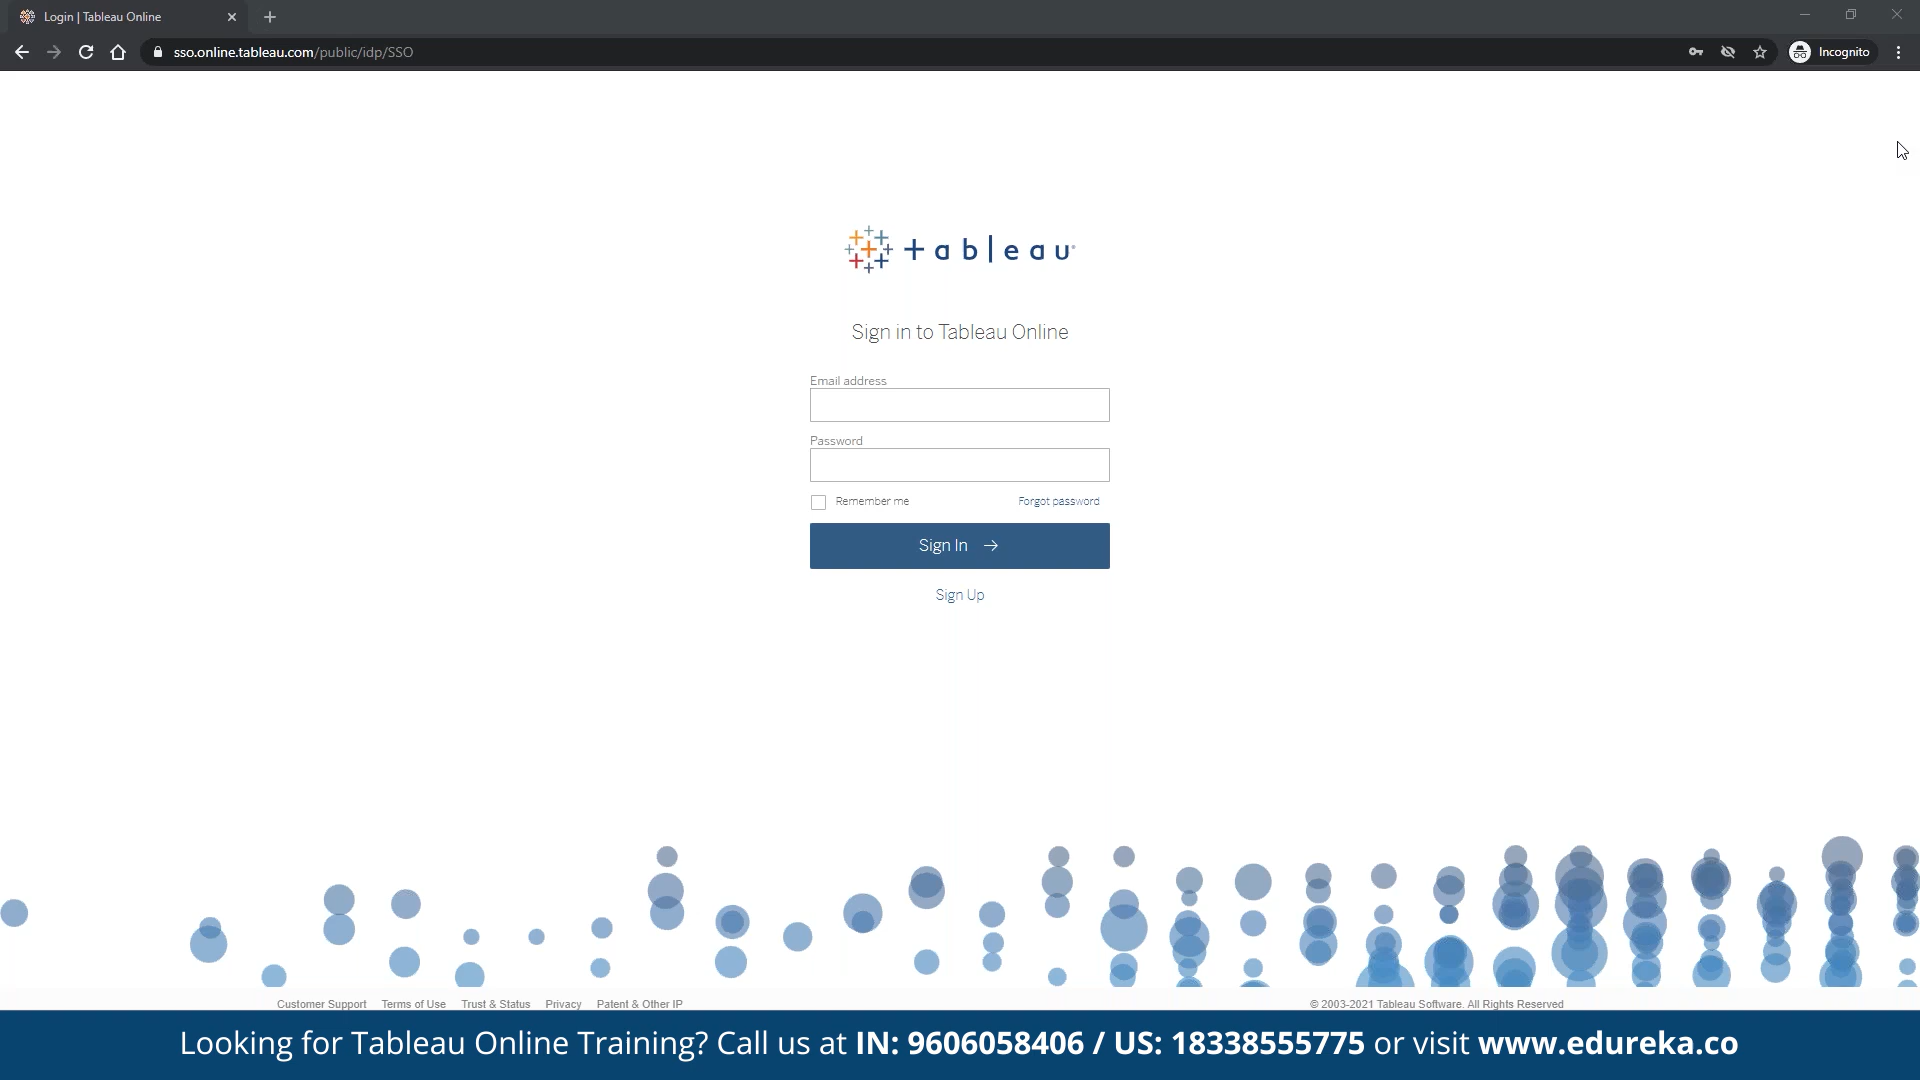 Login | Tableau Online
sso.online.tableau.com/public/idp/SSO
Incognito
+ableau
Sign in to Tableau Online
Email address
Password
Remember me
Forgot password
Sign In →
Sign Up
Customer Support Terms of Use Trust & Status Privacy Patent & Other IP
© 2003-2021 Tableau Software. All Rights Reserved
Looking for Tableau Online Training? Call us at IN: 9606058406 / US: 18338555775 or visit www.edureka.co